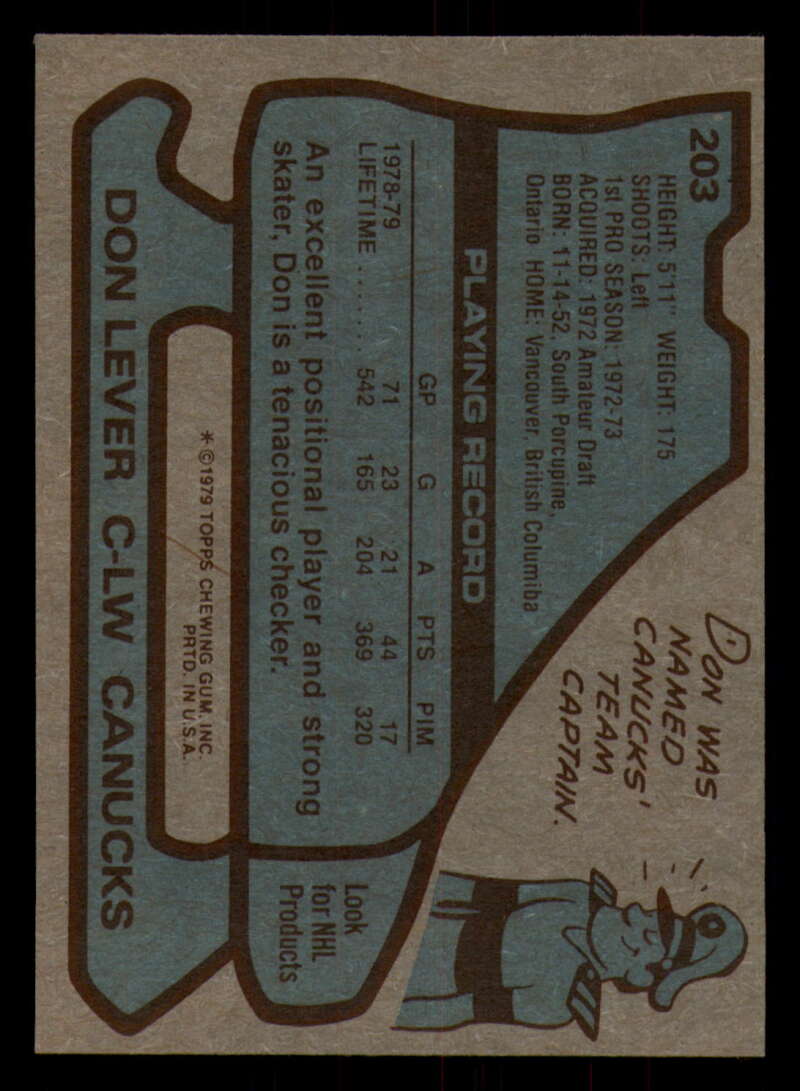 203
HEIGHT: 5'11" WEIGHT: 175
SHOOTS: Left
1st PRO SEASON: 1972-73
ACQUIRED: 1972 Amateur Draft
BORN: 11-14-52, South Porcupine,
Ontario HOME: Vancouver, British Columiba
DON WAS
NAMED
CANUCKS'
TEAM
CAPTAIN.
PLAYING RECORD
GP G A PTS PIM
1978-79 71 23 21 44 17
LIFETIME ........ 542 165 204 369 320
An excellent positional player and strong
skater, Don is a tenacious checker.
Look
for NHL
Products
* ©1979 TOPPS CHEWING GUM, INC.
PRTD. IN U.S.A.
DON LEVER C-LW CANUCKS